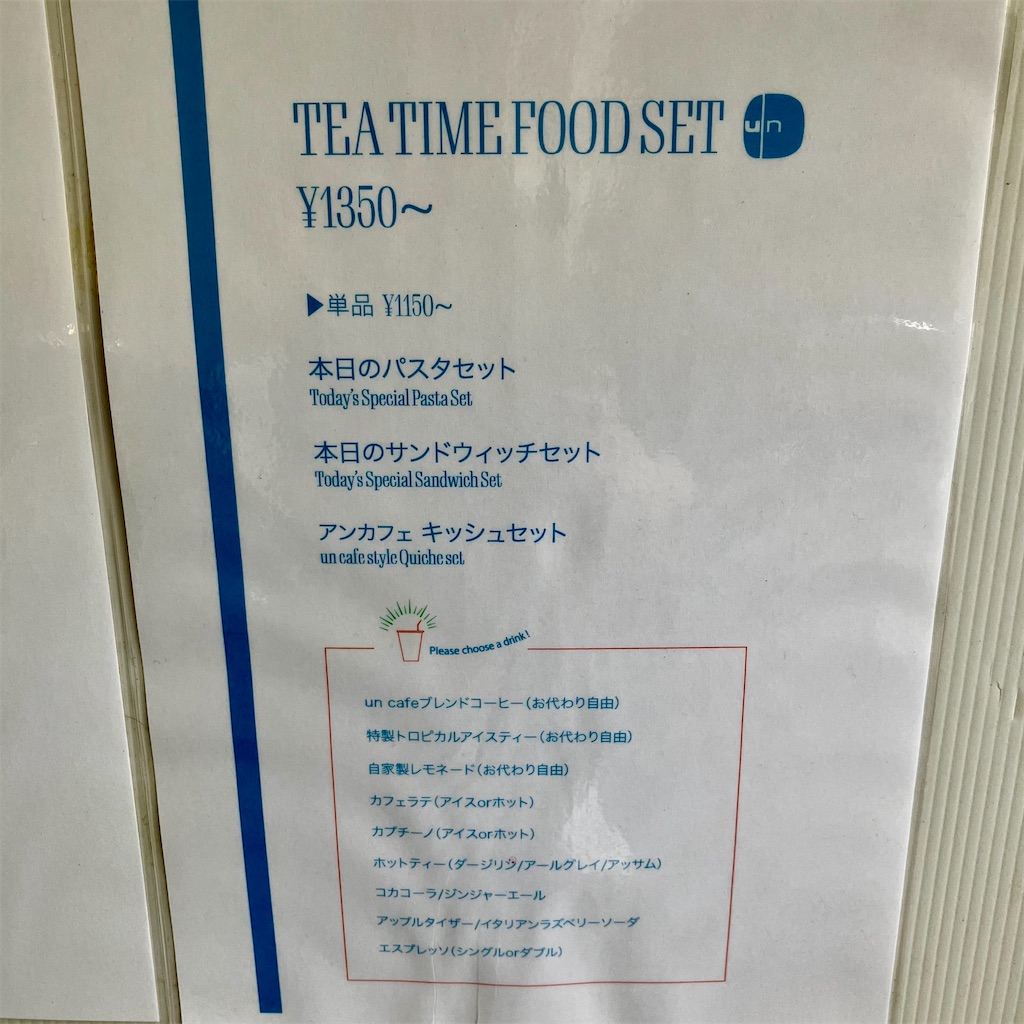 TEA TIME FOOD SET un
¥1350～
▶単品 ¥1150～
本日のパスタセット
Today's Special Pasta Set
本日のサンドウィッチセット
Today's Special Sandwich Set
アンカフェ キッシュセット
un cafe style Quiche set
Please choose a drink!
un cafeブレンドコーヒー（お代わり自由）
特製トロピカルアイスティー（お代わり自由）
自家製レモネード（お代わり自由）
カフェラテ（アイスorホット）
カプチーノ（アイスorホット）
ホットティー（ダージリン/アールグレイ/アッサム）
コカコーラ/ジンジャーエール
アップルタイザー/イタリアンラズベリーソーダ
エスプレッソ（シングルorダブル）